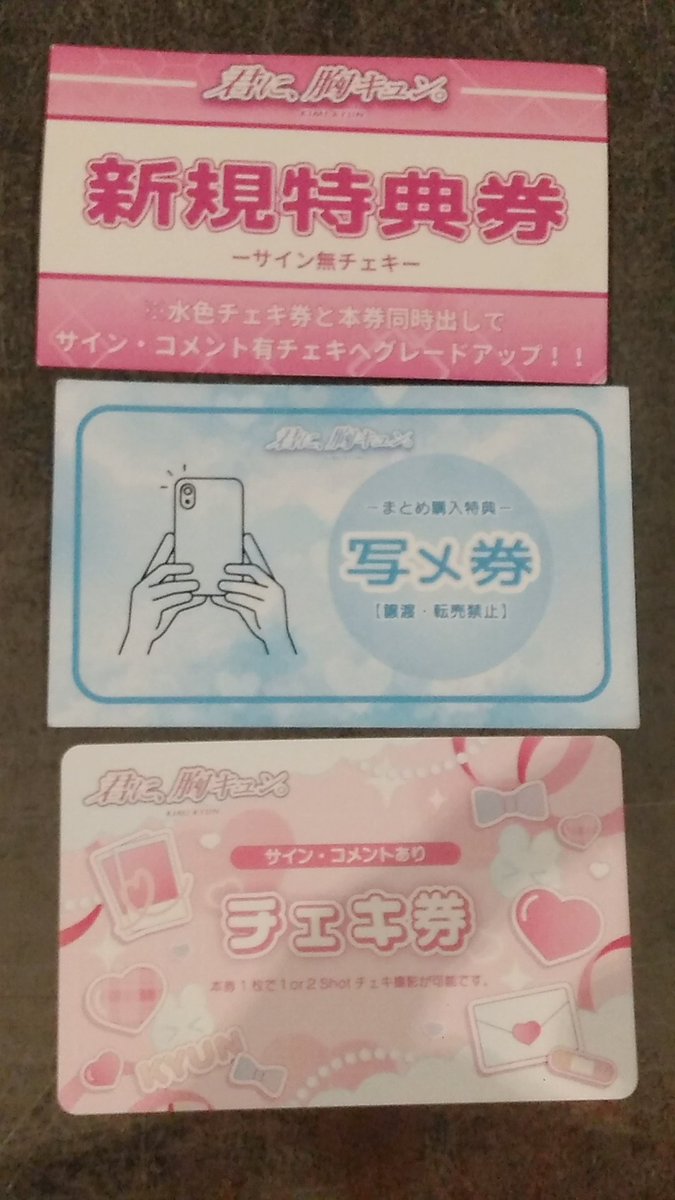 君に、胸キュン。
KIMI KYUN
新規特典券
ーサイン無チェキー
※水色チェキ券と本券同時出しで
サイン・コメント有チェキへグレードアップ！！
君に、胸キュン。
ーまとめ購入特典ー
写メ券
【譲渡・転売禁止】
君に、胸キュン。
KIMI KYUN
サイン・コメントあり
チェキ券
本券1枚で1or2Shotチェキ撮影が可能です。
KYUN